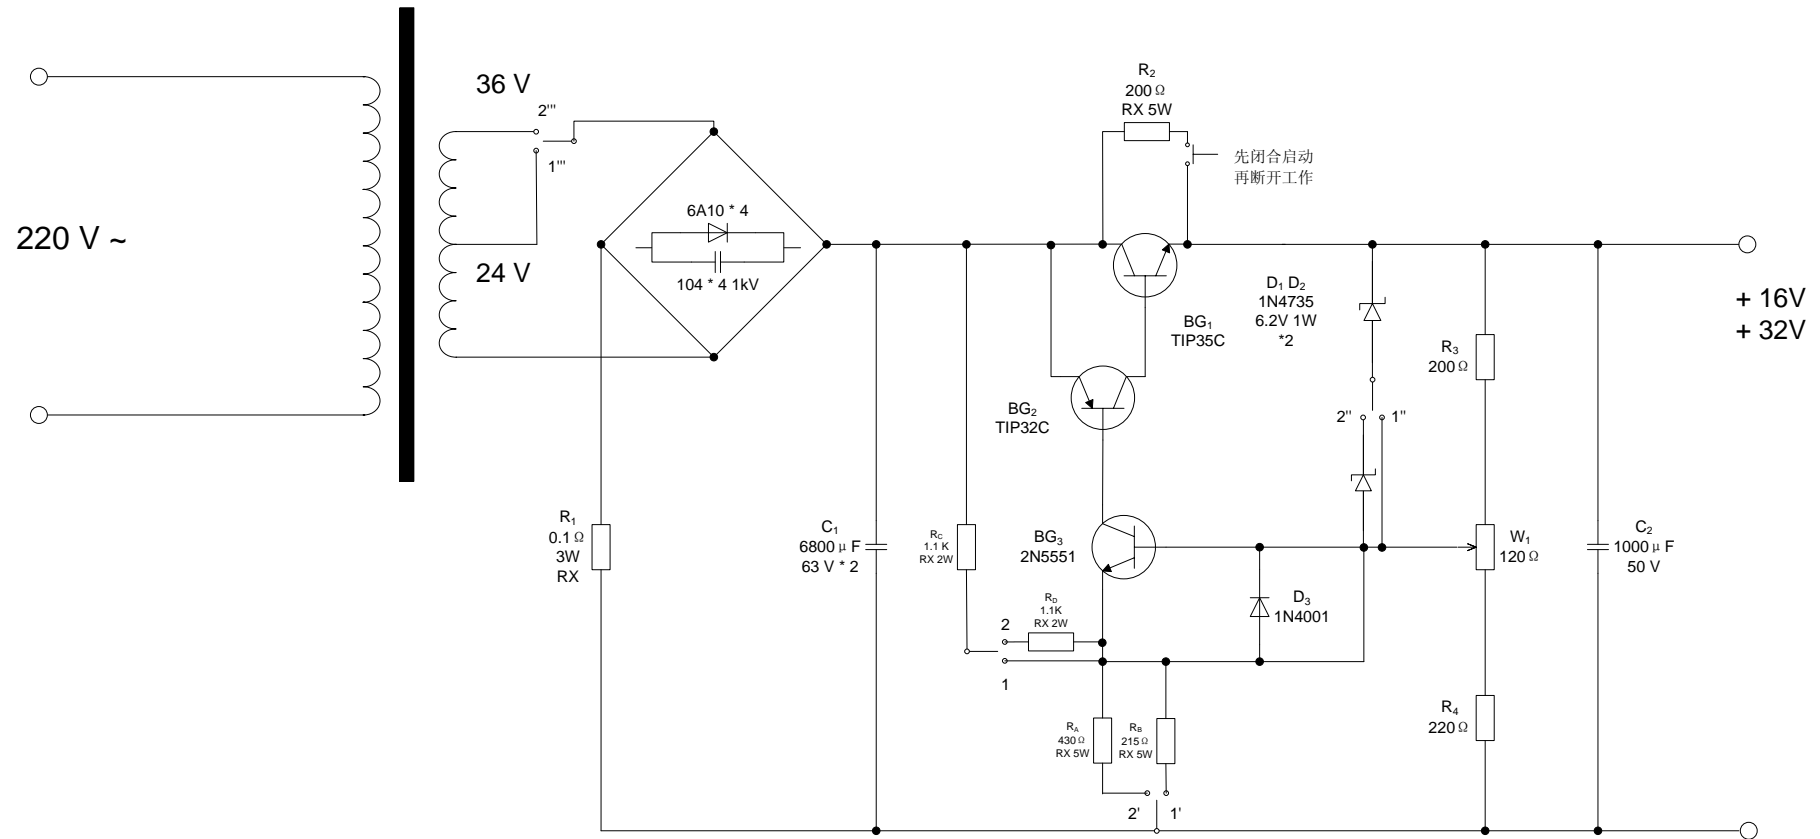 220 V ~
36 V
2'''
1'''
24 V
6A10 * 4
104 * 4 1kV
R₁
0.1 Ω
3W
RX
C₁
6800 μ F
63 V * 2
R_C
1.1 K
RX 2W
R₂
200 Ω
RX 5W
先闭合启动
再断开工作
BG₁
TIP35C
BG₂
TIP32C
BG₃
2N5551
R_D
1.1K
RX 2W
2
1
R_A
430 Ω
RX 5W
R_B
215 Ω
RX 5W
2'
1'
D₁ D₂
1N4735
6.2V 1W
*2
2''
1''
D₃
1N4001
R₃
200 Ω
W₁
120 Ω
R₄
220 Ω
C₂
1000 μ F
50 V
+ 16V
+ 32V